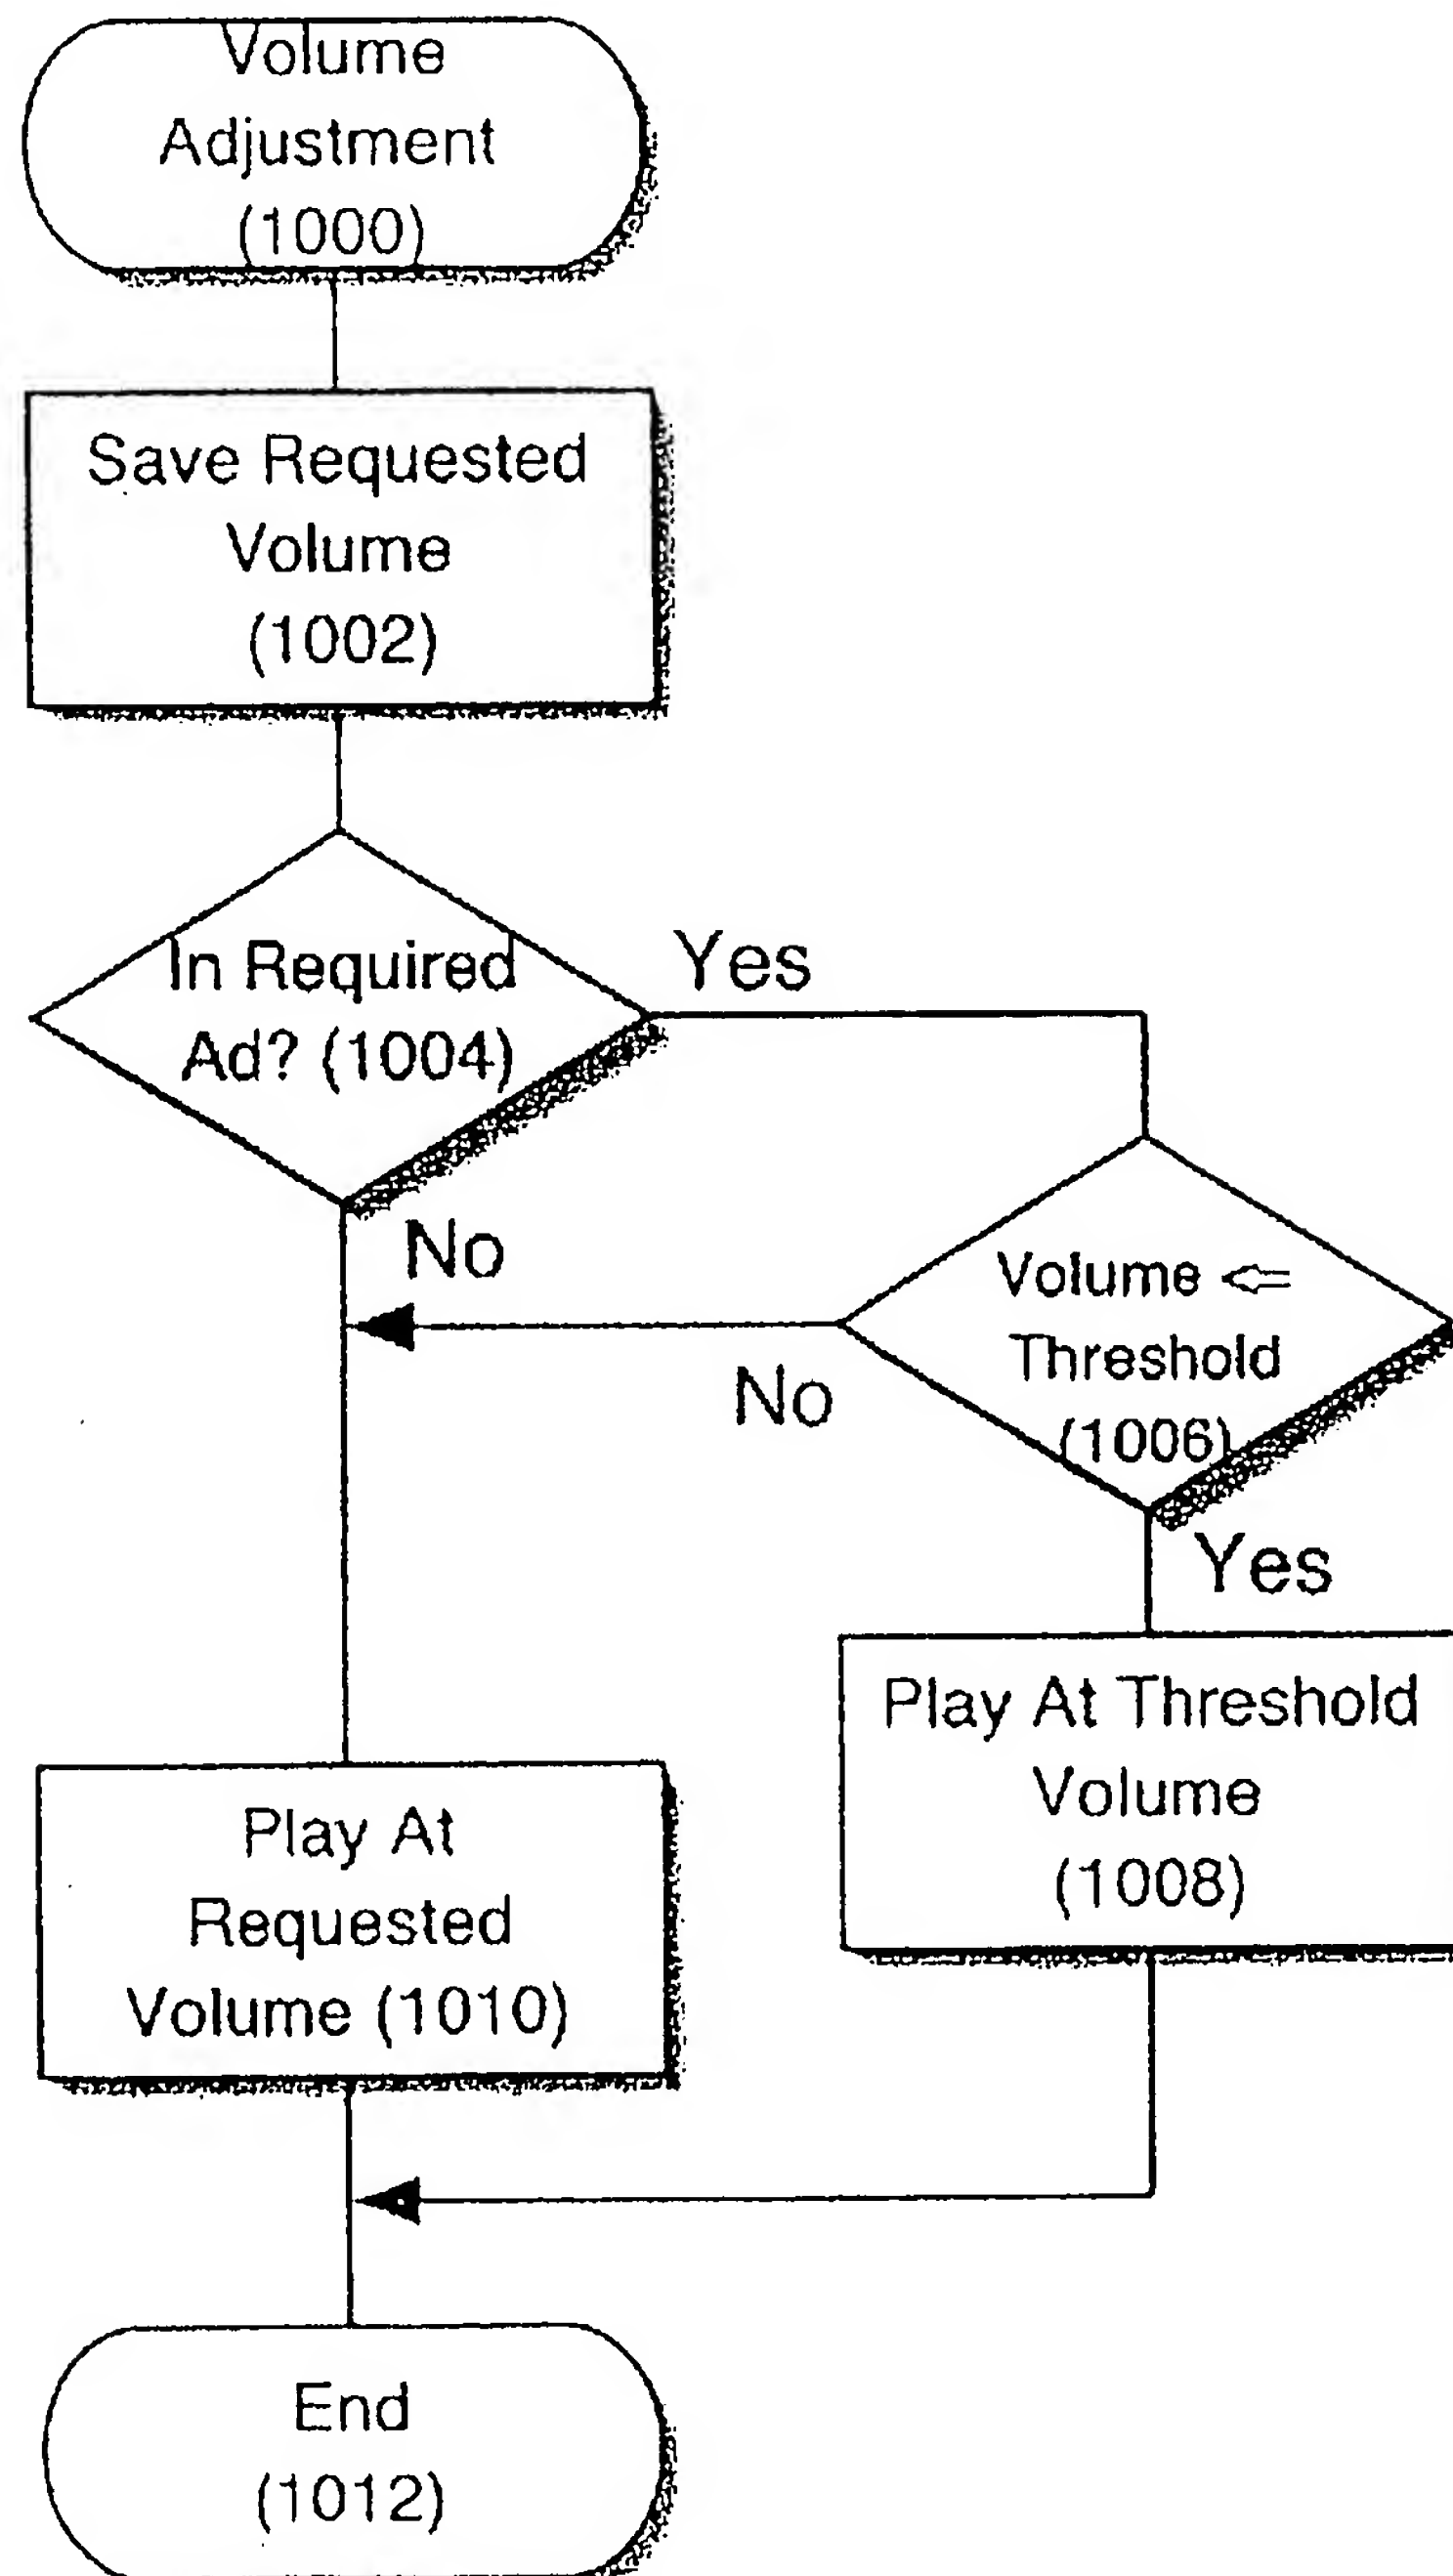 Volume
Adjustment
(1000)
Save Requested
Volume
(1002)
In Required
Ad? (1004)
Yes
No
Volume ⇐
Threshold
(1006)
No
Yes
Play At Threshold
Volume
(1008)
Play At
Requested
Volume (1010)
End
(1012)